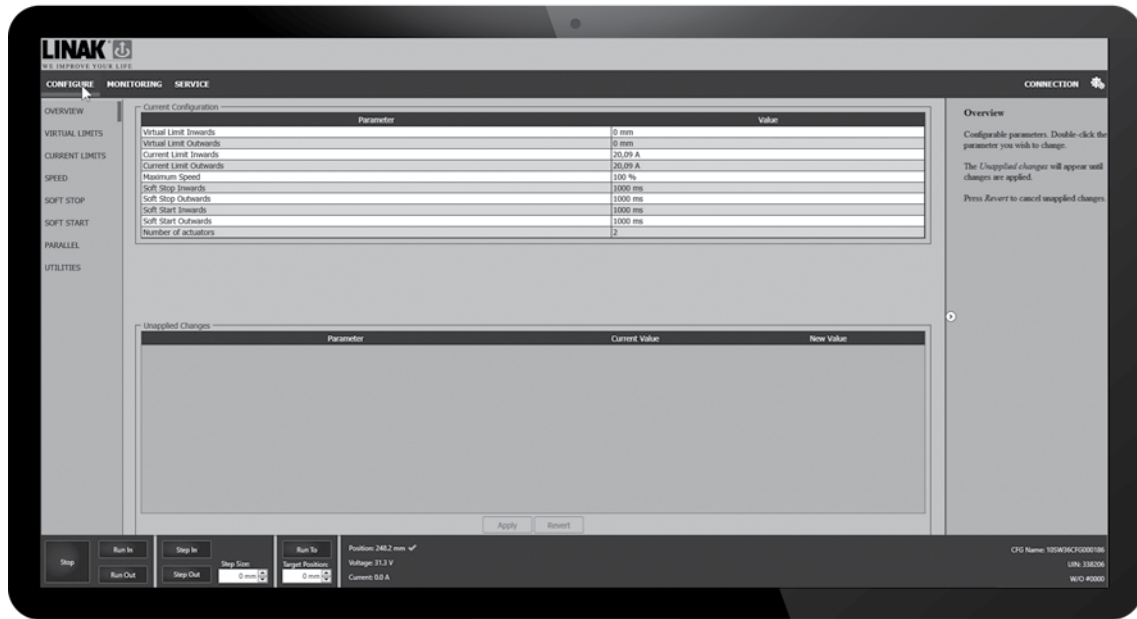 LINAK
WE IMPROVE YOUR LIFE
CONFIGURE MONITORING SERVICE CONNECTION
OVERVIEW
VIRTUAL LIMITS
CURRENT LIMITS
SPEED
SOFT STOP
SOFT START
PARALLEL
UTILITIES
Current Configuration
Parameter Value
Virtual Limit Inwards 0 mm
Virtual Limit Outwards 0 mm
Current Limit Inwards 20,09 A
Current Limit Outwards 20,09 A
Maximum Speed 100 %
Soft Stop Inwards 1000 ms
Soft Stop Outwards 1000 ms
Soft Start Inwards 1000 ms
Soft Start Outwards 1000 ms
Number of actuators 2
Unapplied Changes
Parameter Current Value New Value
Apply Revert
Overview
Configurable parameters. Double-click the
parameter you wish to change.
The Unapplied changes will appear until
changes are applied.
Press Revert to cancel unapplied changes.
Stop
Run In
Run Out
Step In
Step Out
Step Size:
0 mm
Run To
Target Position:
0 mm
Position: 248.2 mm
Voltage: 31.3 V
Current: 0.0 A
CFG Name: 10SW36CFG000186
UIN: 338206
W/O #0000